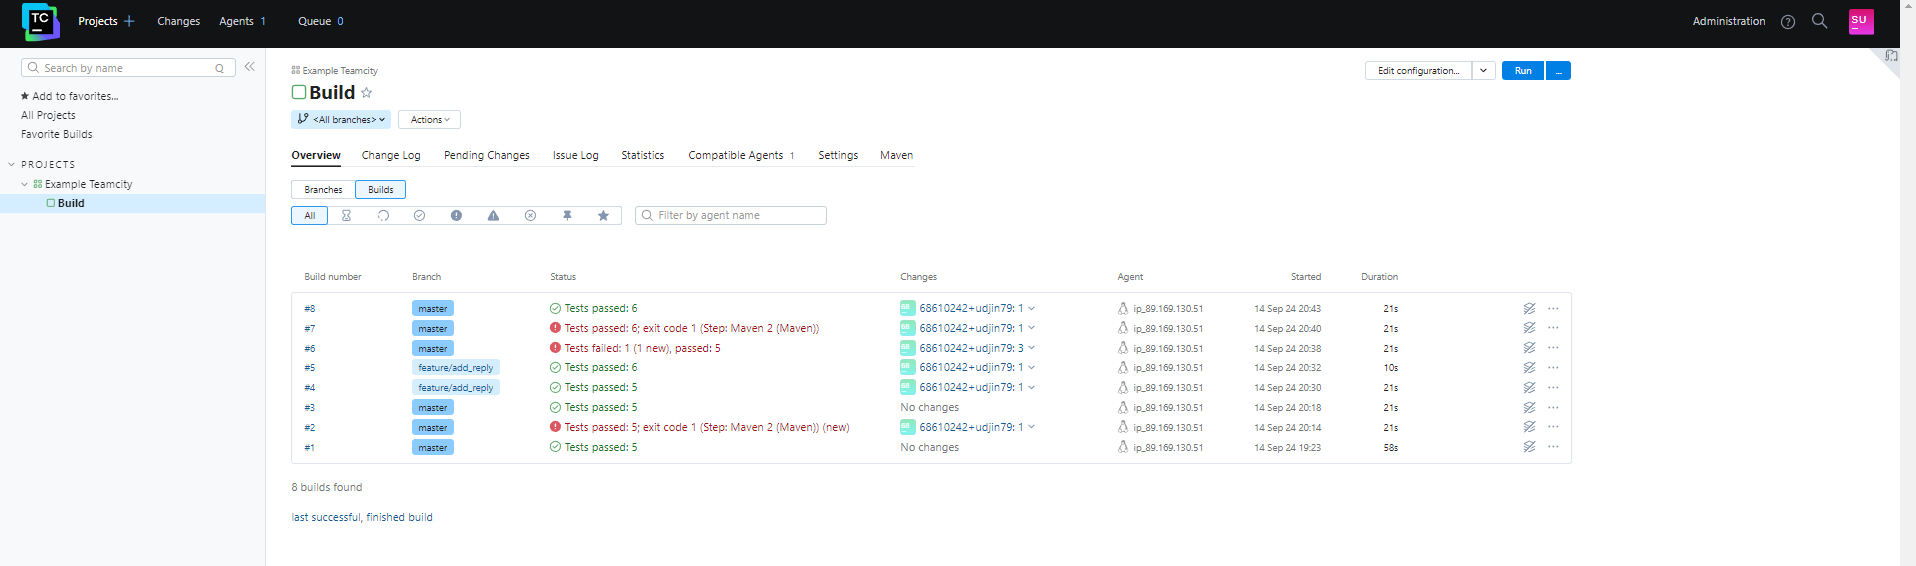 TC Projects Changes Agents 1 Queue 0 Administration SU
Search by name Q
Add to favorites...
All Projects
Favorite Builds
PROJECTS
Example Teamcity
Build
Example Teamcity
Build
Edit configuration... Run ...
<All branches> Actions
Overview Change Log Pending Changes Issue Log Statistics Compatible Agents 1 Settings Maven
Branches Builds
All Filter by agent name
Build number Branch Status Changes Agent Started Duration
#8 master Tests passed: 6 68610242+udjin79: 1 ip_89.169.130.51 14 Sep 24 20:43 21s
#7 master Tests passed: 6; exit code 1 (Step: Maven 2 (Maven)) 68610242+udjin79: 1 ip_89.169.130.51 14 Sep 24 20:40 21s
#6 master Tests failed: 1 (1 new), passed: 5 68610242+udjin79: 3 ip_89.169.130.51 14 Sep 24 20:38 21s
#5 feature/add_reply Tests passed: 6 68610242+udjin79: 1 ip_89.169.130.51 14 Sep 24 20:32 10s
#4 feature/add_reply Tests passed: 5 68610242+udjin79: 1 ip_89.169.130.51 14 Sep 24 20:30 21s
#3 master Tests passed: 5 No changes ip_89.169.130.51 14 Sep 24 20:18 21s
#2 master Tests passed: 5; exit code 1 (Step: Maven 2 (Maven)) (new) 68610242+udjin79: 1 ip_89.169.130.51 14 Sep 24 20:14 21s
#1 master Tests passed: 5 No changes ip_89.169.130.51 14 Sep 24 19:23 58s
8 builds found
last successful, finished build